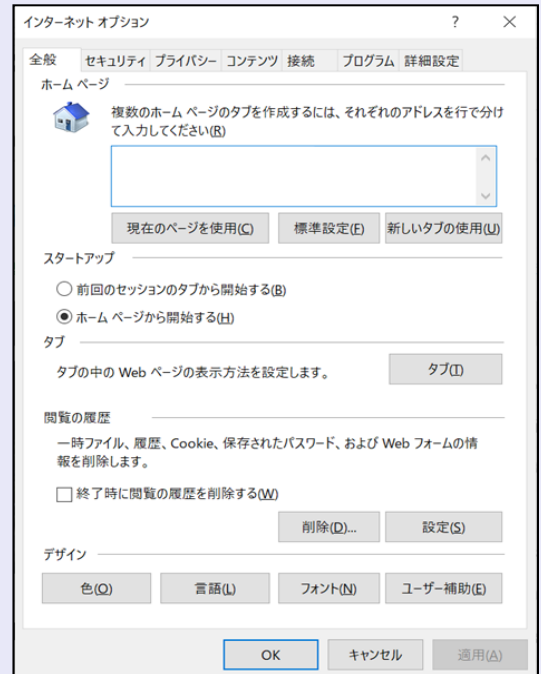 インターネット オプション ? ×
全般 セキュリティ プライバシー コンテンツ 接続 プログラム 詳細設定
ホーム ページ
複数のホーム ページのタブを作成するには、それぞれのアドレスを行で分け
て入力してください(R)
現在のページを使用(C) 標準設定(F) 新しいタブの使用(U)
スタートアップ
前回のセッションのタブから開始する(B)
ホーム ページから開始する(H)
タブ
タブの中の Web ページの表示方法を設定します。 タブ(T)
閲覧の履歴
一時ファイル、履歴、Cookie、保存されたパスワード、および Web フォームの情
報を削除します。
終了時に閲覧の履歴を削除する(W)
削除(D)... 設定(S)
デザイン
色(O) 言語(L) フォント(N) ユーザー補助(E)
OK キャンセル 適用(A)